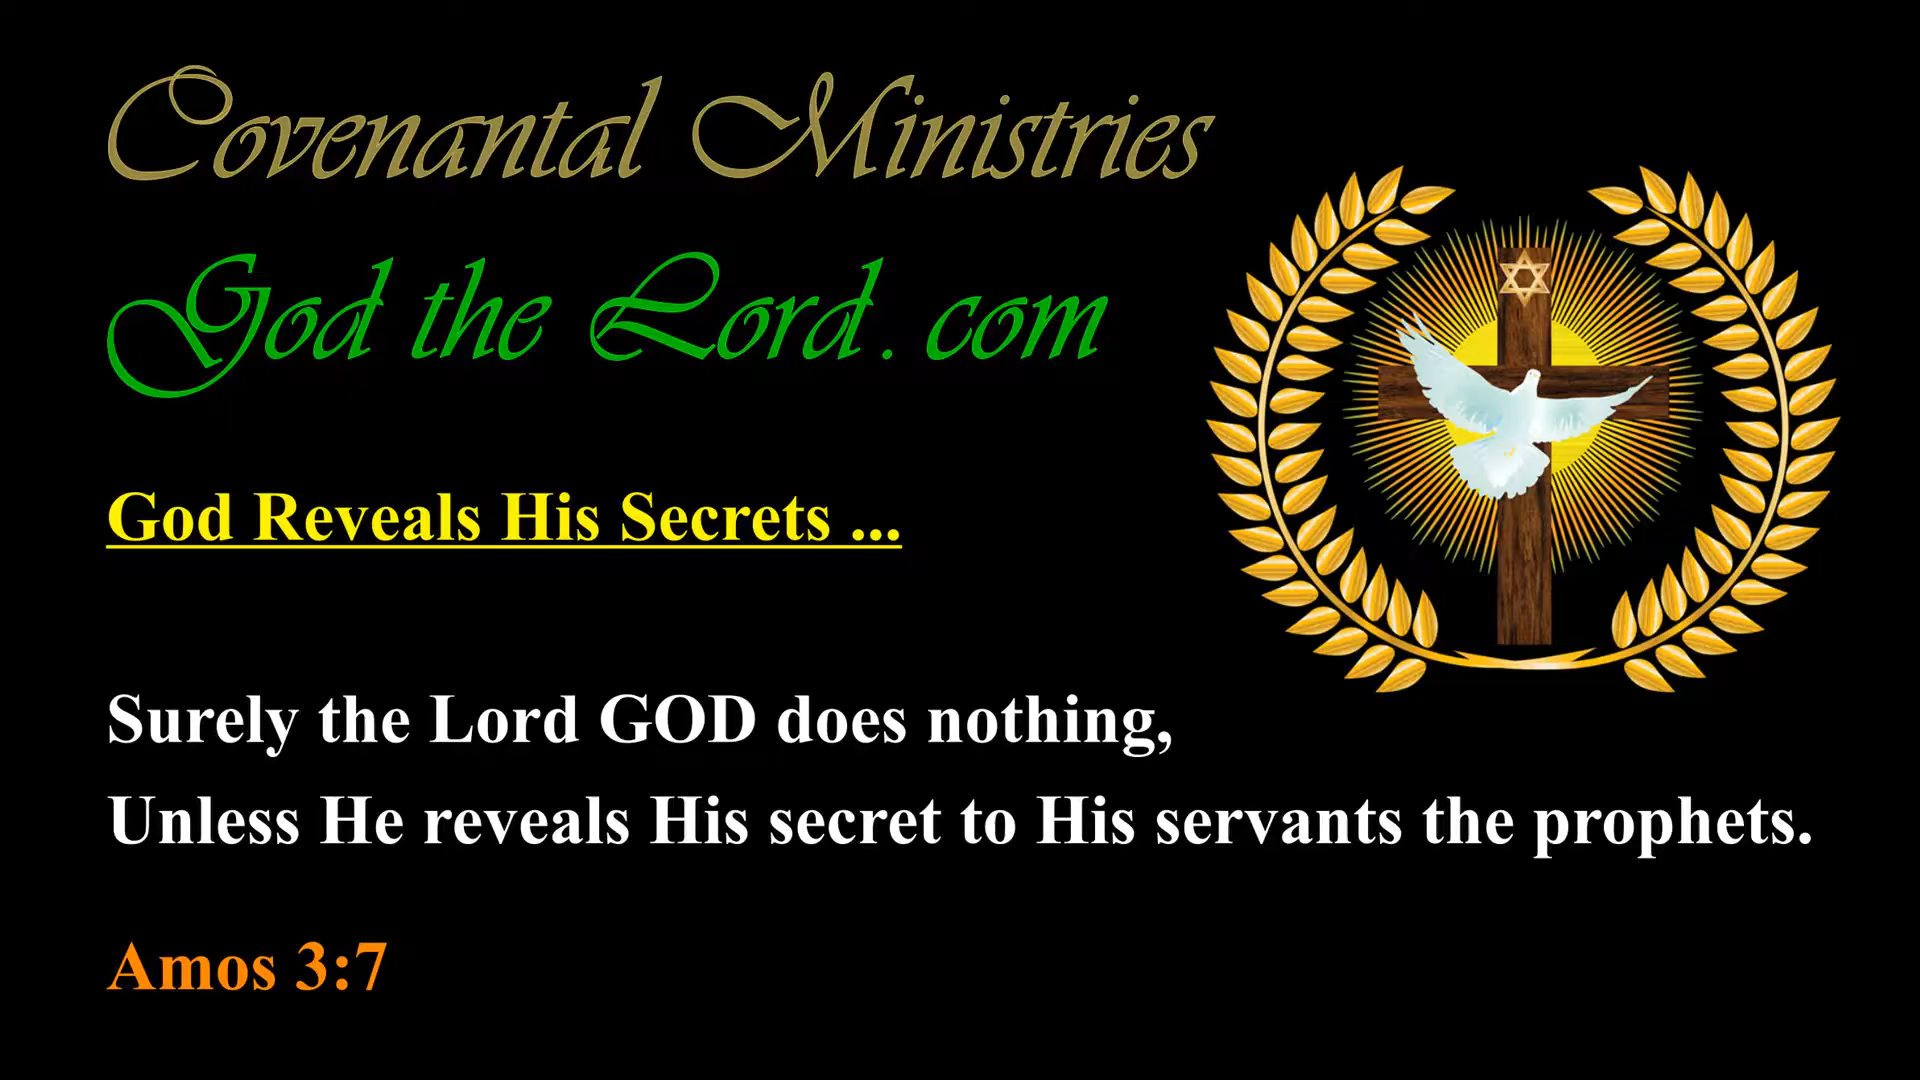 Covenantal Ministries
God the Lord . com
God Reveals His Secrets ...
Surely the Lord GOD does nothing,
Unless He reveals His secret to His servants the prophets.
Amos 3:7